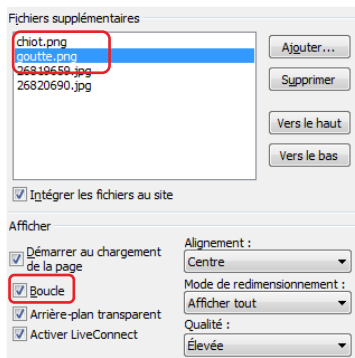 Fichiers supplémentaires
chiot.png
goutte.png
26819659.jpg
26820690.jpg
Ajouter...
Supprimer
Vers le haut
Vers le bas
Intégrer les fichiers au site
Afficher
Démarrer au chargement
de la page
Boucle
Arrière-plan transparent
Activer LiveConnect
Alignement :
Centre
Mode de redimensionnement :
Afficher tout
Qualité :
Élevée